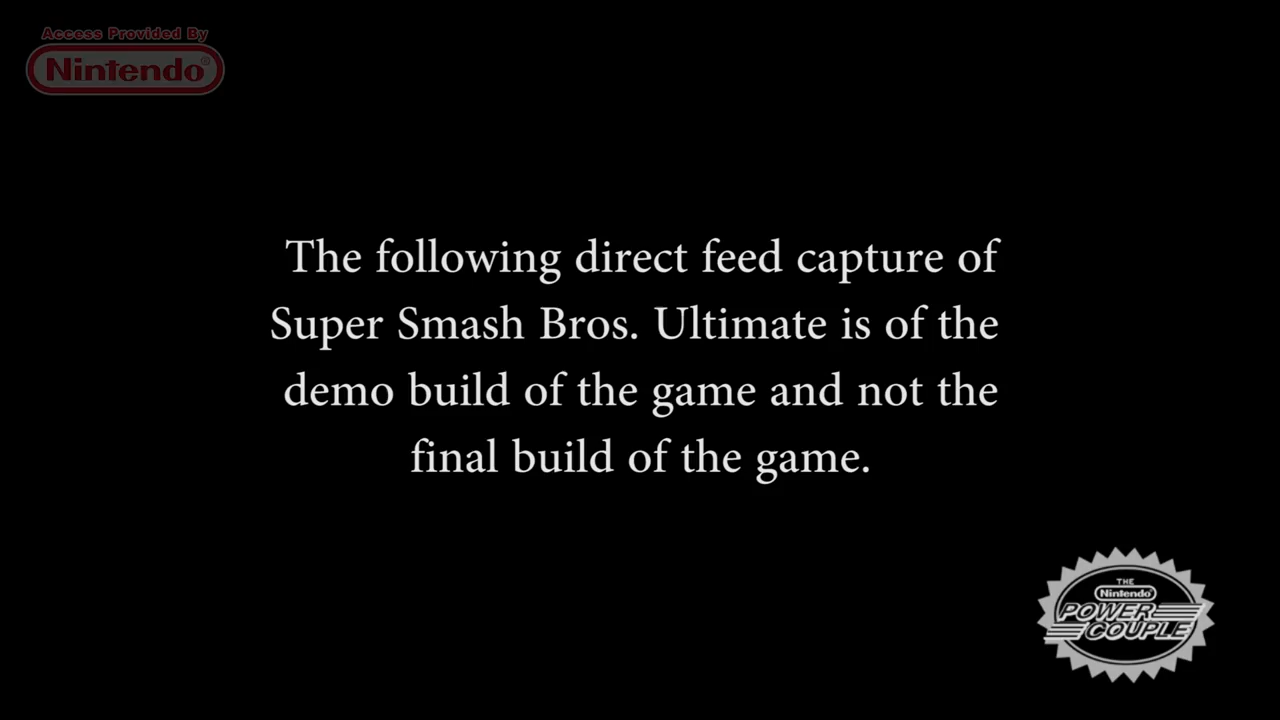 Access Provided By
Nintendo®
The following direct feed capture of
Super Smash Bros. Ultimate is of the
demo build of the game and not the
final build of the game.
THE
Nintendo
POWER
COUPLE